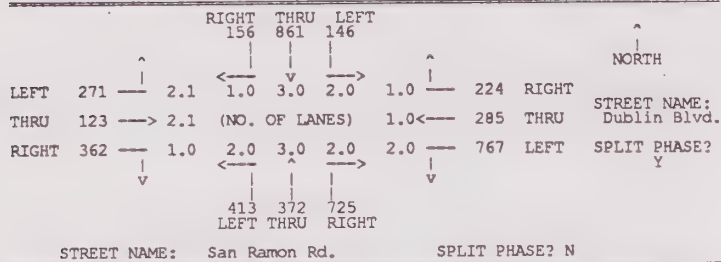 RIGHT THRU LEFT
156 861 146
^ | | | ^ ^
| | | | | |
| <--- v ---> | NORTH
LEFT 271 --- 2.1 1.0 3.0 2.0 1.0 --- 224 RIGHT
STREET NAME:
THRU 123 ---> 2.1 (NO. OF LANES) 1.0<--- 285 THRU Dublin Blvd.
RIGHT 362 --- 1.0 2.0 3.0 2.0 2.0 --- 767 LEFT SPLIT PHASE?
| <--- ^ ---> | Y
v | | | v
413 372 725
LEFT THRU RIGHT
STREET NAME: San Ramon Rd. SPLIT PHASE? N